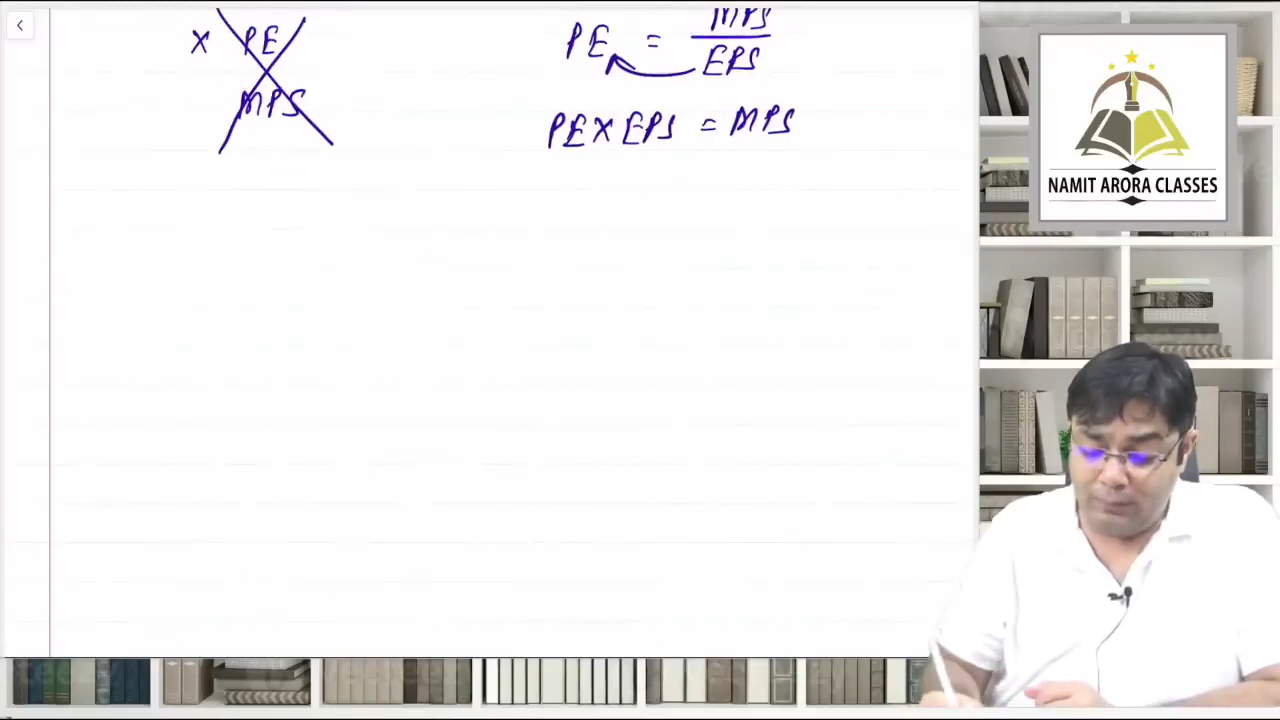 × PE
MPS
PE = MPS
EPS
PE × EPS = MPS
NAMIT ARORA CLASSES